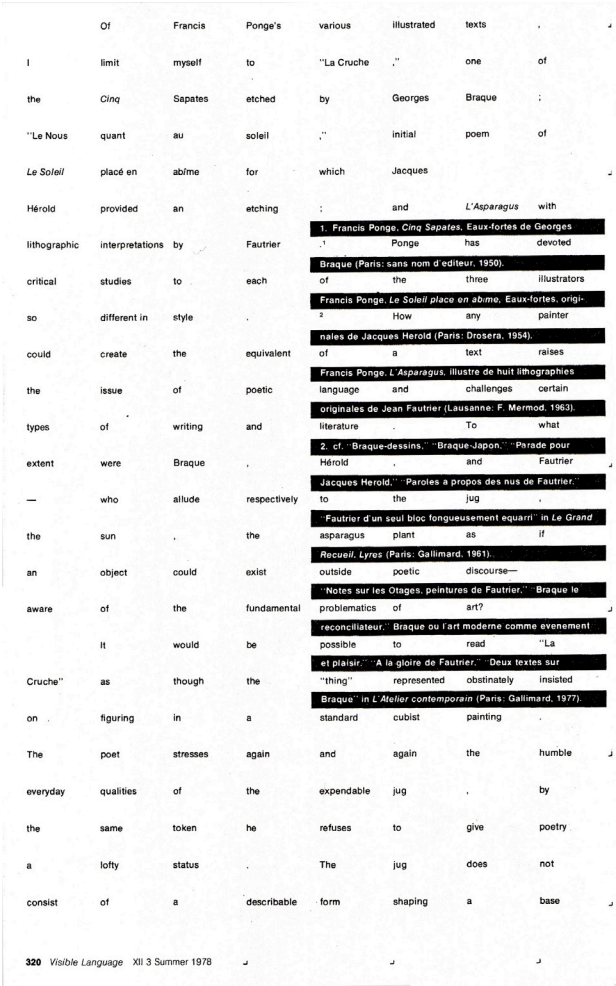 Of Francis Ponge's various illustrated texts ,
I limit myself to "La Cruche ," one of
the Cinq Sapates etched by Georges Braque ;
"Le Nous quant au soleil ," initial poem of
Le Soleil placé en abîme for which Jacques
Hérold provided an etching ; and L'Asparagus with
1. Francis Ponge, Cinq Sapates, Eaux-fortes de Georges
lithographic interpretations by Fautrier .¹ Ponge has devoted
Braque (Paris: sans nom d'editeur, 1950).
critical studies to each of the three illustrators
Francis Ponge, Le Soleil place en abime, Eaux-fortes, origi-
so different in style . ² How any painter
nales de Jacques Herold (Paris: Drosera, 1954).
could create the equivalent of a text raises
Francis Ponge, L'Asparagus, illustre de huit lithographies
the issue of poetic language and challenges certain
originales de Jean Fautrier (Lausanne: F. Mermod, 1963).
types of writing and literature . To what
2. cf. "Braque-dessins," "Braque-Japon," "Parade pour
extent were Braque , Hérold , and Fautrier
Jacques Herold," "Paroles a propos des nus de Fautrier,"
— who allude respectively to the jug ,
"Fautrier d'un seul bloc fongueusement equarri" in Le Grand
the sun , the asparagus plant as if
Recueil, Lyres (Paris: Gallimard, 1961).
an object could exist outside poetic discourse—
"Notes sur les Otages, peintures de Fautrier," "Braque le
aware of the fundamental problematics of art?
reconciliateur," Braque ou l'art moderne comme evenement
It would be possible to read "La
et plaisir," "A la gloire de Fautrier," "Deux textes sur
Cruche" as though the "thing" represented obstinately insisted
Braque" in L'Atelier contemporain (Paris: Gallimard, 1977).
on figuring in a standard cubist painting .
The poet stresses again and again the humble
everyday qualities of the expendable jug , by
the same token he refuses to give poetry
a lofty status . The jug does not
consist of a describable form shaping a base
320 Visible Language XII 3 Summer 1978